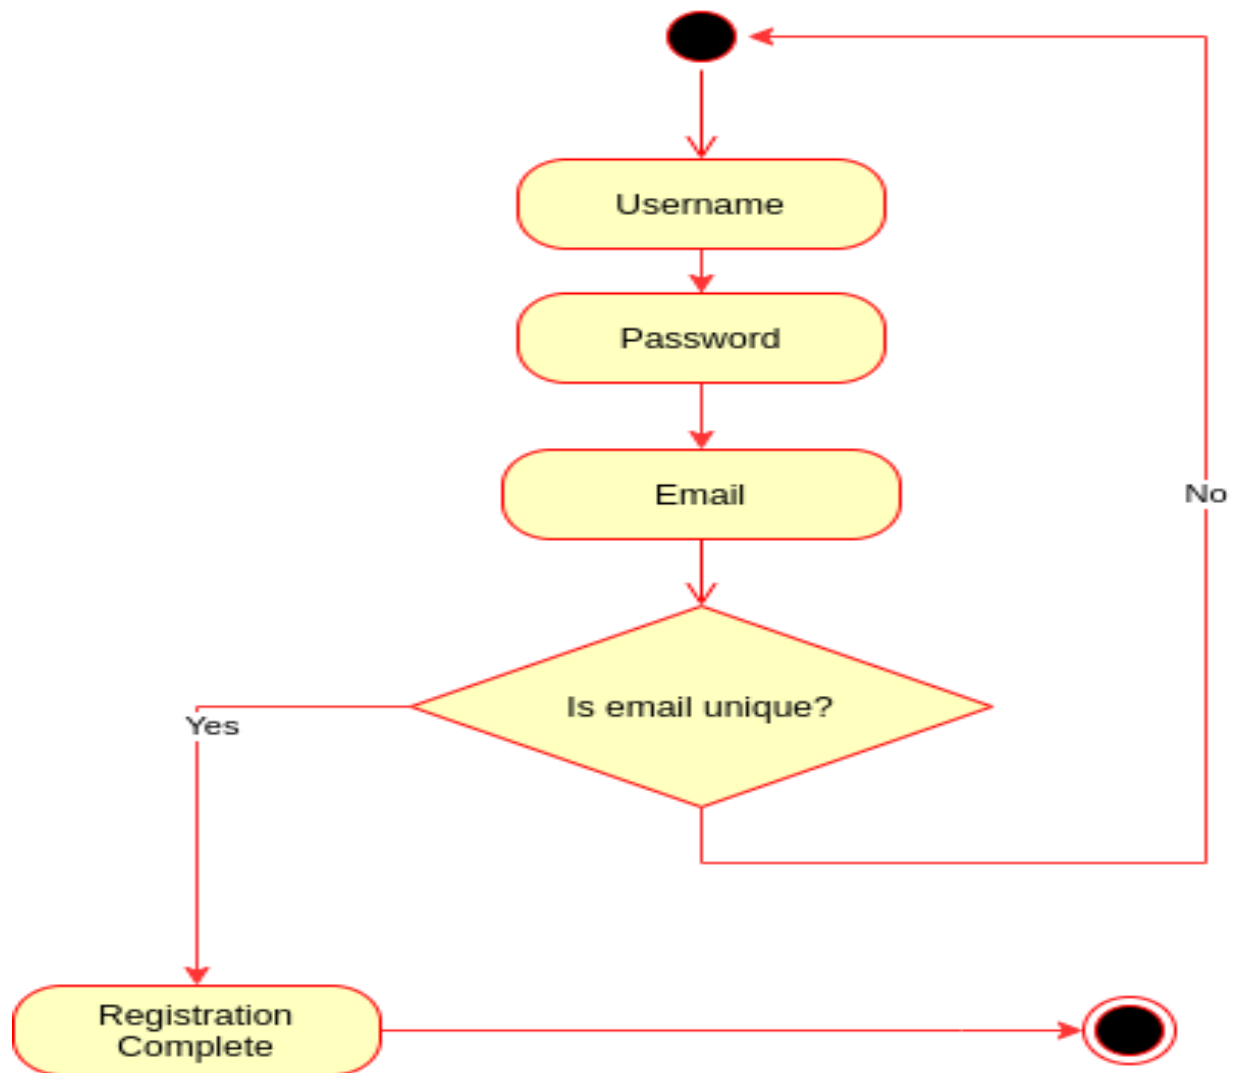 Username
Password
Email
No
Is email unique?
Yes
Registration
Complete